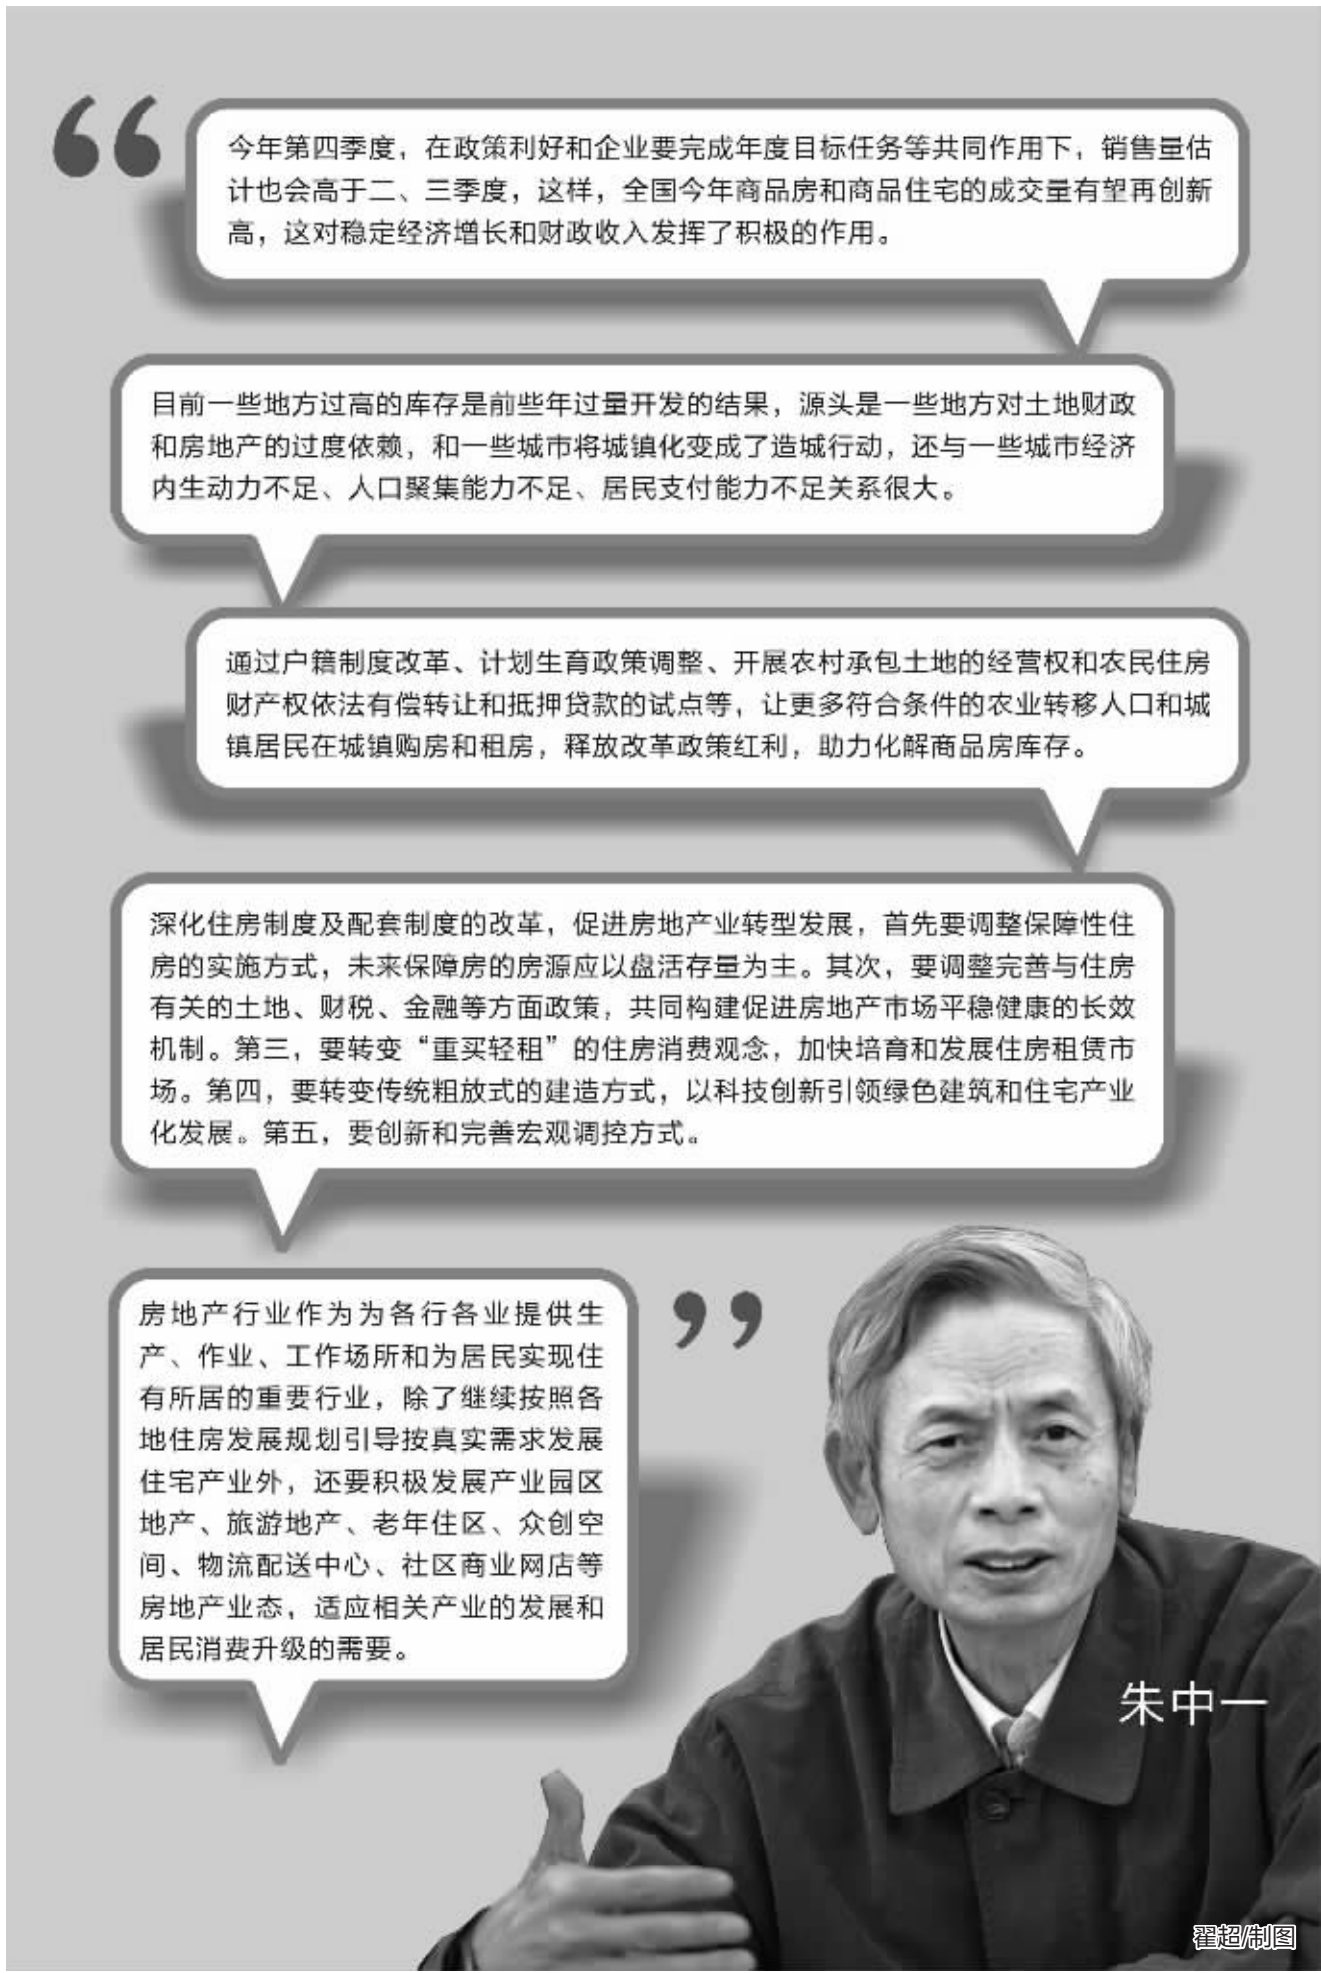 今年第四季度，在政策利好和企业要完成年度目标任务等共同作用下，销售量估
计也会高于二、三季度，这样，全国今年商品房和商品住宅的成交量有望再创新
高，这对稳定经济增长和财政收入发挥了积极的作用。
目前一些地方过高的库存是前些年过量开发的结果，源头是一些地方对土地财政
和房地产的过度依赖，和一些城市将城镇化变成了造城行动，还与一些城市经济
内生动力不足、人口聚集能力不足、居民支付能力不足关系很大。
通过户籍制度改革、计划生育政策调整、开展农村承包土地的经营权和农民住房
财产权依法有偿转让和抵押贷款的试点等，让更多符合条件的农业转移人口和城
镇居民在城镇购房和租房，释放改革政策红利，助力化解商品房库存。
深化住房制度及配套制度的改革，促进房地产业转型发展，首先要调整保障性住
房的实施方式，未来保障房的房源应以盘活存量为主。其次，要调整完善与住房
有关的土地、财税、金融等方面政策，共同构建促进房地产市场平稳健康的长效
机制。第三，要转变“重买轻租”的住房消费观念，加快培育和发展住房租赁市
场。第四，要转变传统粗放式的建造方式，以科技创新引领绿色建筑和住宅产业
化发展。第五，要创新和完善宏观调控方式。
房地产行业作为为各行各业提供生
产、作业、工作场所和为居民实现住
有所居的重要行业，除了继续按照各
地住房发展规划引导按真实需求发展
住宅产业外，还要积极发展产业园区
地产、旅游地产、老年住区、众创空
间、物流配送中心、社区商业网店等
房地产业态，适应相关产业的发展和
居民消费升级的需要。
朱中一
翟超/制图